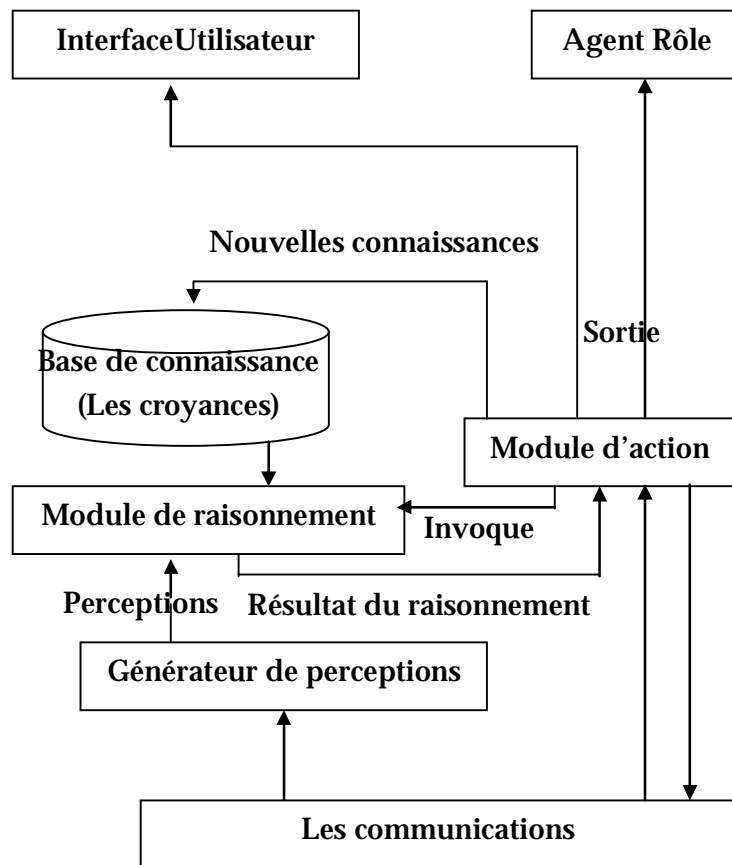 InterfaceUtilisateur
Agent Rôle
Nouvelles connaissances
Sortie
Base de connaissance
(Les croyances)
Module d’action
Module de raisonnement
Invoque
Perceptions
Résultat du raisonnement
Générateur de perceptions
Les communications